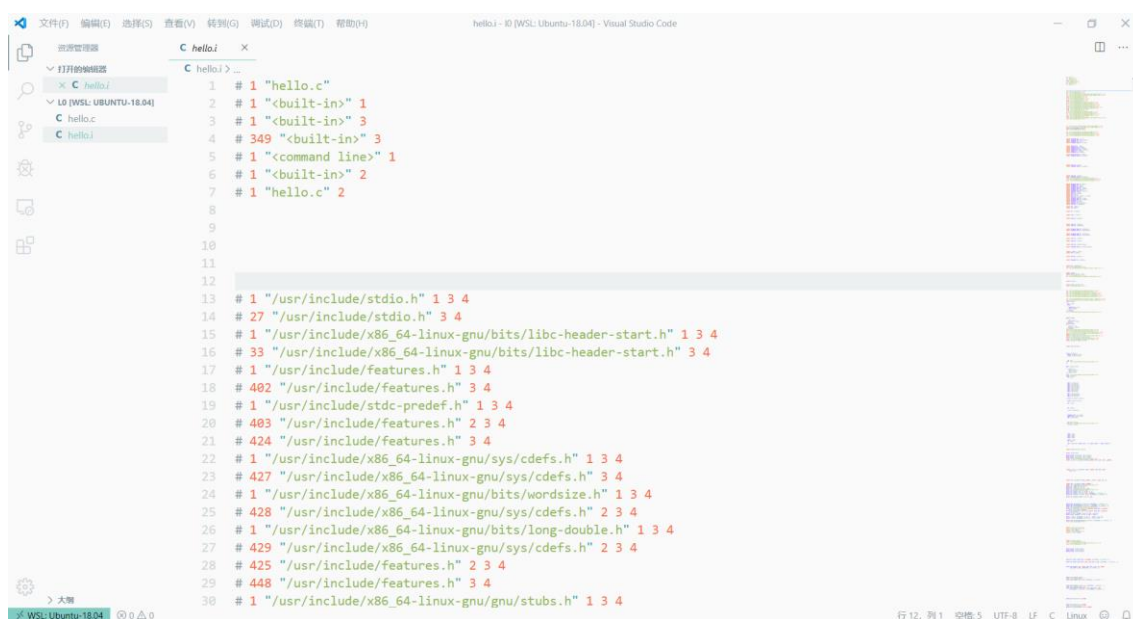 文件(F) 编辑(E) 选择(S) 查看(V) 转到(G) 调试(D) 终端(T) 帮助(H) hello.i - l0 [WSL: Ubuntu-18.04] - Visual Studio Code
资源管理器
打开的编辑器
C hello.i
L0 [WSL: UBUNTU-18.04]
C hello.c
C hello.i
大纲
C hello.i
C hello.i > ...
1 # 1 "hello.c"
2 # 1 "<built-in>" 1
3 # 1 "<built-in>" 3
4 # 349 "<built-in>" 3
5 # 1 "<command line>" 1
6 # 1 "<built-in>" 2
7 # 1 "hello.c" 2
8
9
10
11
12
13 # 1 "/usr/include/stdio.h" 1 3 4
14 # 27 "/usr/include/stdio.h" 3 4
15 # 1 "/usr/include/x86_64-linux-gnu/bits/libc-header-start.h" 1 3 4
16 # 33 "/usr/include/x86_64-linux-gnu/bits/libc-header-start.h" 3 4
17 # 1 "/usr/include/features.h" 1 3 4
18 # 402 "/usr/include/features.h" 3 4
19 # 1 "/usr/include/stdc-predef.h" 1 3 4
20 # 403 "/usr/include/features.h" 2 3 4
21 # 424 "/usr/include/features.h" 3 4
22 # 1 "/usr/include/x86_64-linux-gnu/sys/cdefs.h" 1 3 4
23 # 427 "/usr/include/x86_64-linux-gnu/sys/cdefs.h" 3 4
24 # 1 "/usr/include/x86_64-linux-gnu/bits/wordsize.h" 1 3 4
25 # 428 "/usr/include/x86_64-linux-gnu/sys/cdefs.h" 2 3 4
26 # 1 "/usr/include/x86_64-linux-gnu/bits/long-double.h" 1 3 4
27 # 429 "/usr/include/x86_64-linux-gnu/sys/cdefs.h" 2 3 4
28 # 425 "/usr/include/features.h" 2 3 4
29 # 448 "/usr/include/features.h" 3 4
30 # 1 "/usr/include/x86_64-linux-gnu/gnu/stubs.h" 1 3 4
WSL: Ubuntu-18.04 0 0 行 12, 列 1 空格: 5 UTF-8 LF C Linux